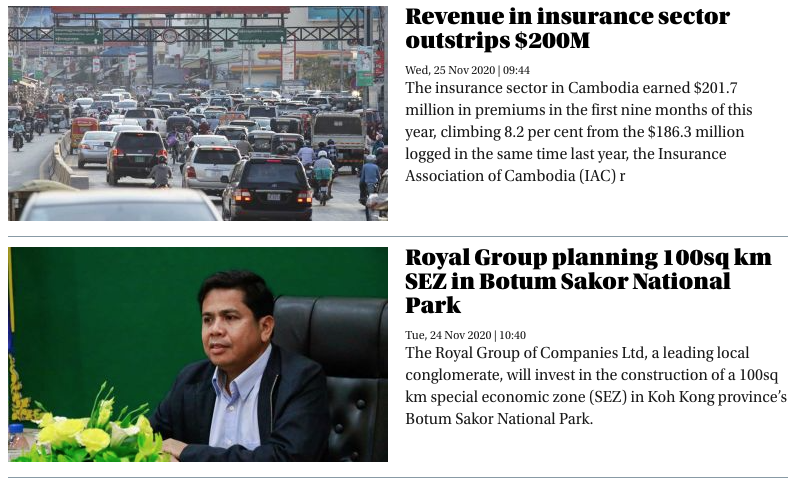 Revenue in insurance sector
outstrips $200M
Wed, 25 Nov 2020 | 09:44
The insurance sector in Cambodia earned $201.7
million in premiums in the first nine months of this
year, climbing 8.2 per cent from the $186.3 million
logged in the same time last year, the Insurance
Association of Cambodia (IAC) r
Royal Group planning 100sq km
SEZ in Botum Sakor National
Park
Tue, 24 Nov 2020 | 10:40
The Royal Group of Companies Ltd, a leading local
conglomerate, will invest in the construction of a 100sq
km special economic zone (SEZ) in Koh Kong province's
Botum Sakor National Park.